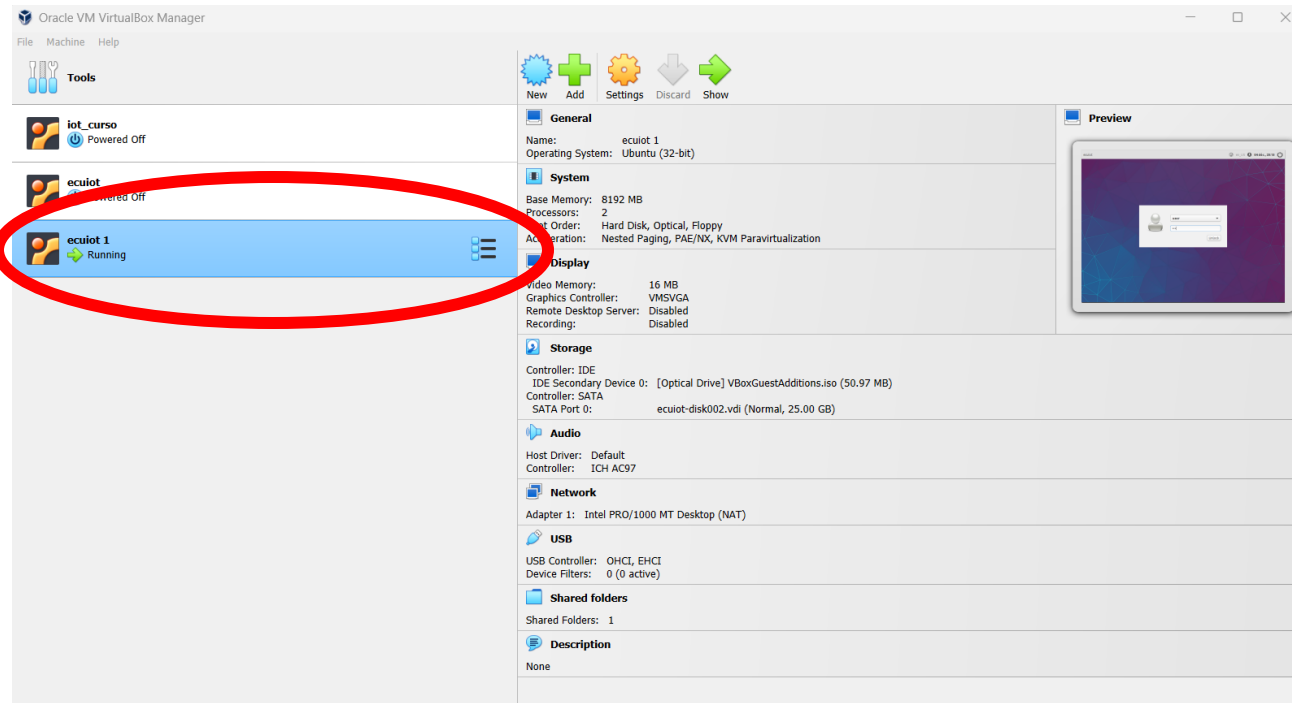 Oracle VM VirtualBox Manager
File Machine Help
Tools
New Add Settings Discard Show
iot_curso
Powered Off
ecuiot
Off
ecuiot 1
Running
General
Name: ecuiot 1
Operating System: Ubuntu (32-bit)
Preview
System
Base Memory: 8192 MB
Processors: 2
Order: Hard Disk, Optical, Floppy
Nested Paging, PAE/NX, KVM Paravirtualization
Display
Video Memory: 16 MB
Graphics Controller: VMSVGA
Remote Desktop Server: Disabled
Recording: Disabled
Storage
Controller: IDE
IDE Secondary Device 0: [Optical Drive] VBoxGuestAdditions.iso (50.97 MB)
Controller: SATA
SATA Port 0: ecuiot-disk002.vdi (Normal, 25.00 GB)
Audio
Host Driver: Default
Controller: ICH AC97
Network
Adapter 1: Intel PRO/1000 MT Desktop (NAT)
USB
USB Controller: OHCI, EHCI
Device Filters: 0 (0 active)
Shared folders
Shared Folders: 1
Description
None